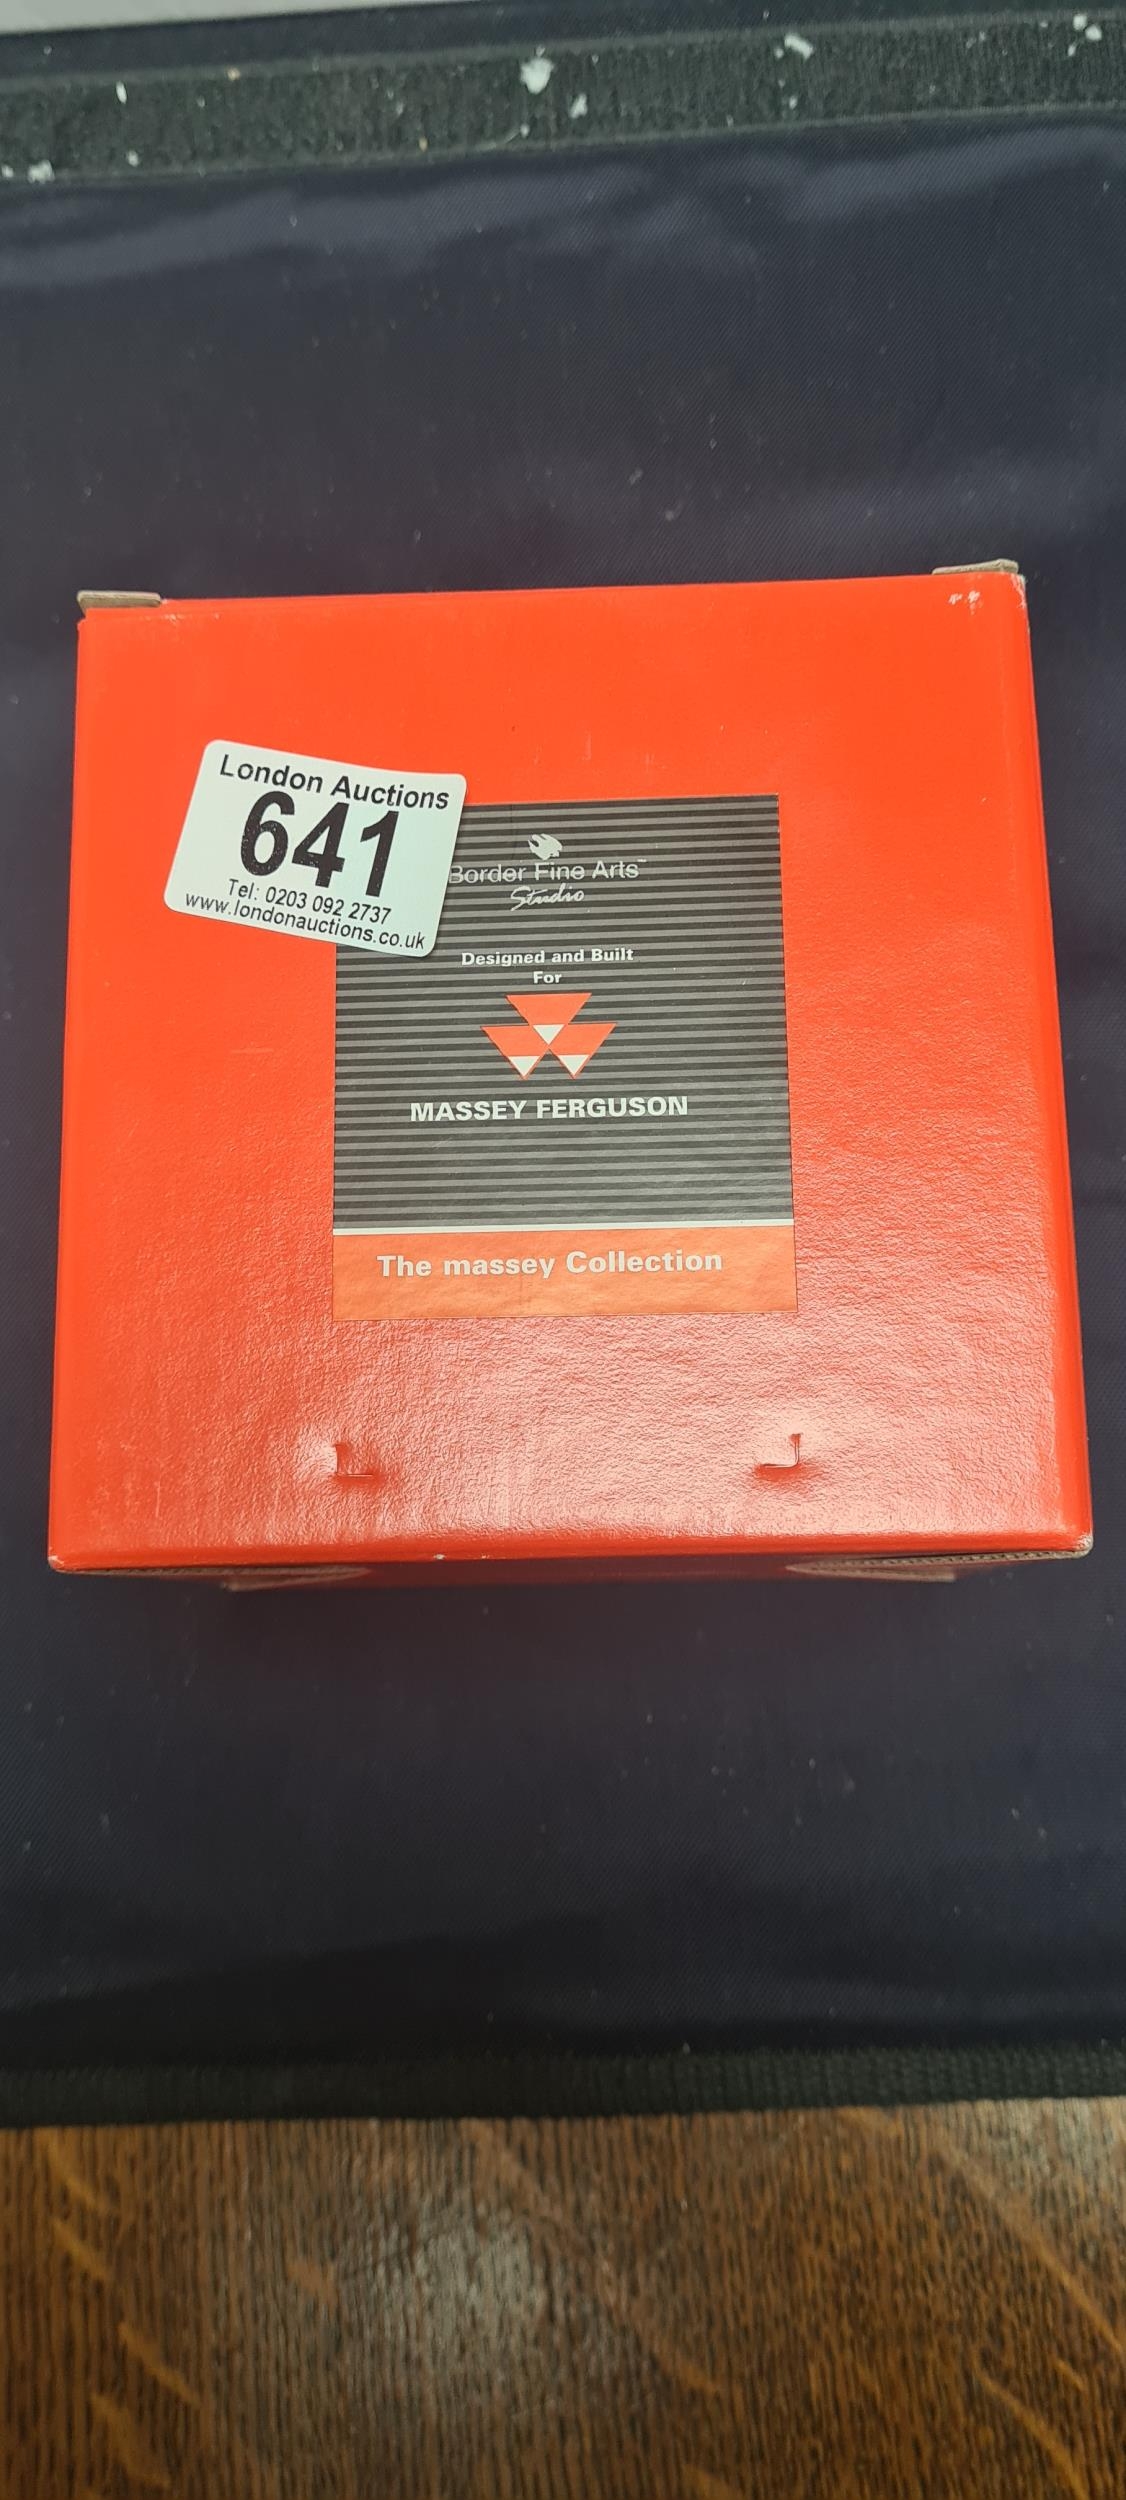 London Auctions
641
Tel: 0203 092 2737
www.londonauctions.co.uk
Border Fine Arts™
Studio
Designed and Built
For
MASSEY FERGUSON
The massey Collection